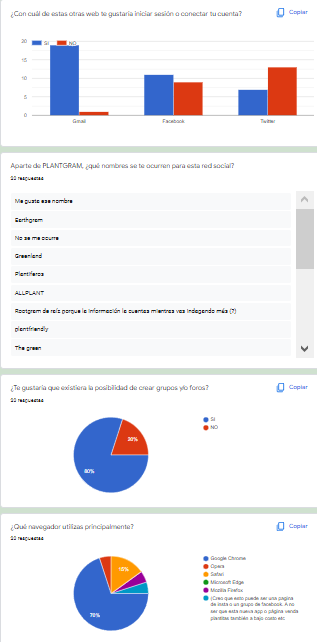 ¿Con cuál de estas otras web te gustaría iniciar sesión o conectar tu cuenta?
Copiar
SI
NO
20
15
10
5
0
Gmail
Facebook
Twitter
Aparte de PLANTGRAM, ¿qué nombres se te ocurren para esta red social?
20 respuestas
Me gusta ese nombre
Earthgram
No se me ocurre
Greenland
Plantiferos
ALLPLANT
Rootgram de raíz porque la información la cuentas mientras vas indagando más (?)
plantfriendly
The green
¿Te gustaría que existiera la posibilidad de crear grupos y/o foros?
Copiar
20 respuestas
SI
NO
20%
80%
¿Qué navegador utilizas principalmente?
Copiar
20 respuestas
Google Chrome
Opera
Safari
Microsoft Edge
Mozilla Firefox
¿Creo que esto puede ser una pagina
de insta o un grupo de facebook. A no
ser que esta nueva app o página venda
plantitas también a bajo costo etc
15%
70%